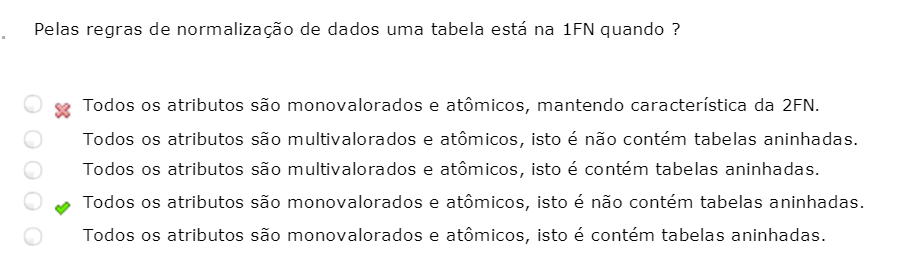 Pelas regras de normalização de dados uma tabela está na 1FN quando ?
Todos os atributos são monovalorados e atômicos, mantendo característica da 2FN.
Todos os atributos são multivalorados e atômicos, isto é não contém tabelas aninhadas.
Todos os atributos são multivalorados e atômicos, isto é contém tabelas aninhadas.
Todos os atributos são monovalorados e atômicos, isto é não contém tabelas aninhadas.
Todos os atributos são monovalorados e atômicos, isto é contém tabelas aninhadas.